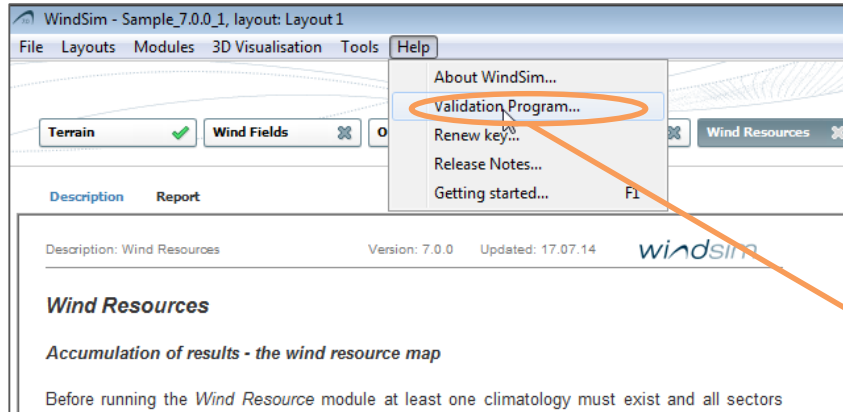 WindSim - Sample_7.0.0_1, layout: Layout 1
File Layouts Modules 3D Visualisation Tools Help
About WindSim...
Validation Program...
Terrain Wind Fields O Wind Resources
Renew key...
Release Notes...
Getting started... F1
Description Report
Description: Wind Resources Version: 7.0.0 Updated: 17.07.14 windsim
Wind Resources
Accumulation of results - the wind resource map
Before running the Wind Resource module at least one climatology must exist and all sectors